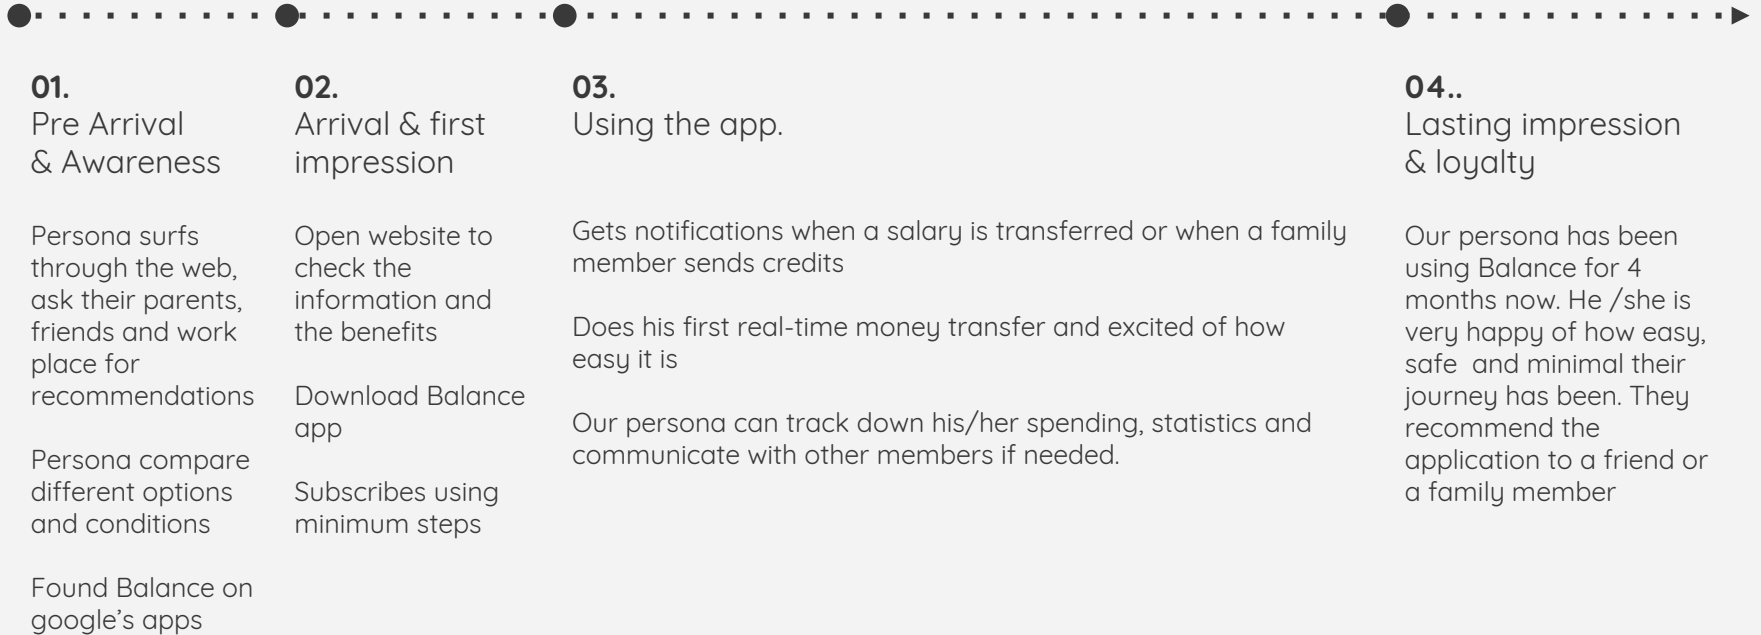 01.
Pre Arrival
& Awareness
Persona surfs
through the web,
ask their parents,
friends and work
place for
recommendations
Persona compare
different options
and conditions
Found Balance on
google's apps
02.
Arrival & first
impression
Open website to
check the
information and
the benefits
Download Balance
app
Subscribes using
minimum steps
03.
Using the app.
Gets notifications when a salary is transferred or when a family
member sends credits
Does his first real-time money transfer and excited of how
easy it is
Our persona can track down his/her spending, statistics and
communicate with other members if needed.
04..
Lasting impression
& loyalty
Our persona has been
using Balance for 4
months now. He /she is
very happy of how easy,
safe  and minimal their
journey has been. They
recommend the
application to a friend or
a family member